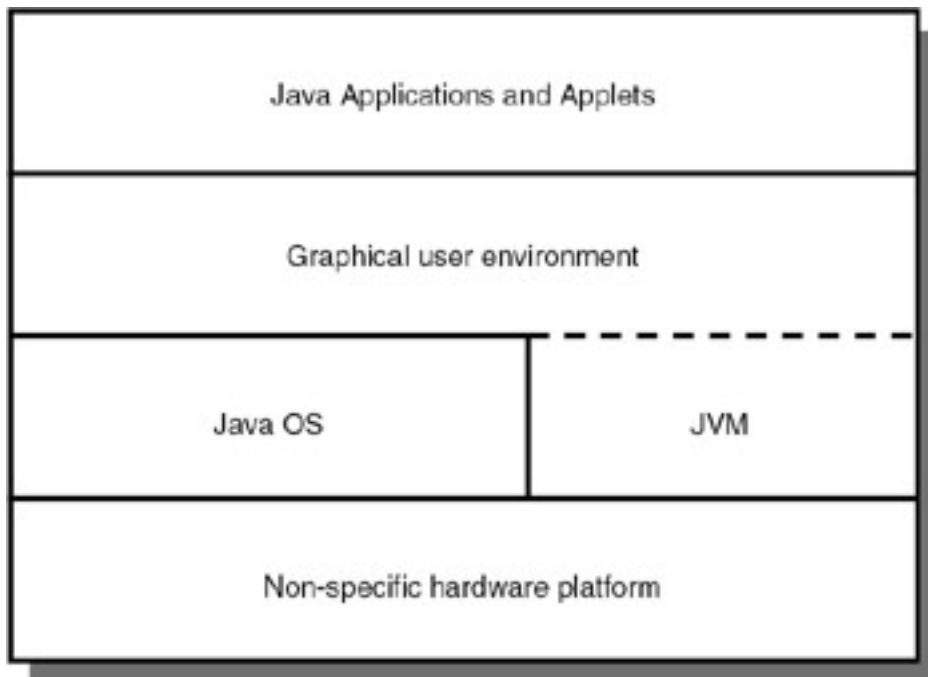 Java Applications and Applets
Graphical user environment
Java OS
JVM
Non-specific hardware platform